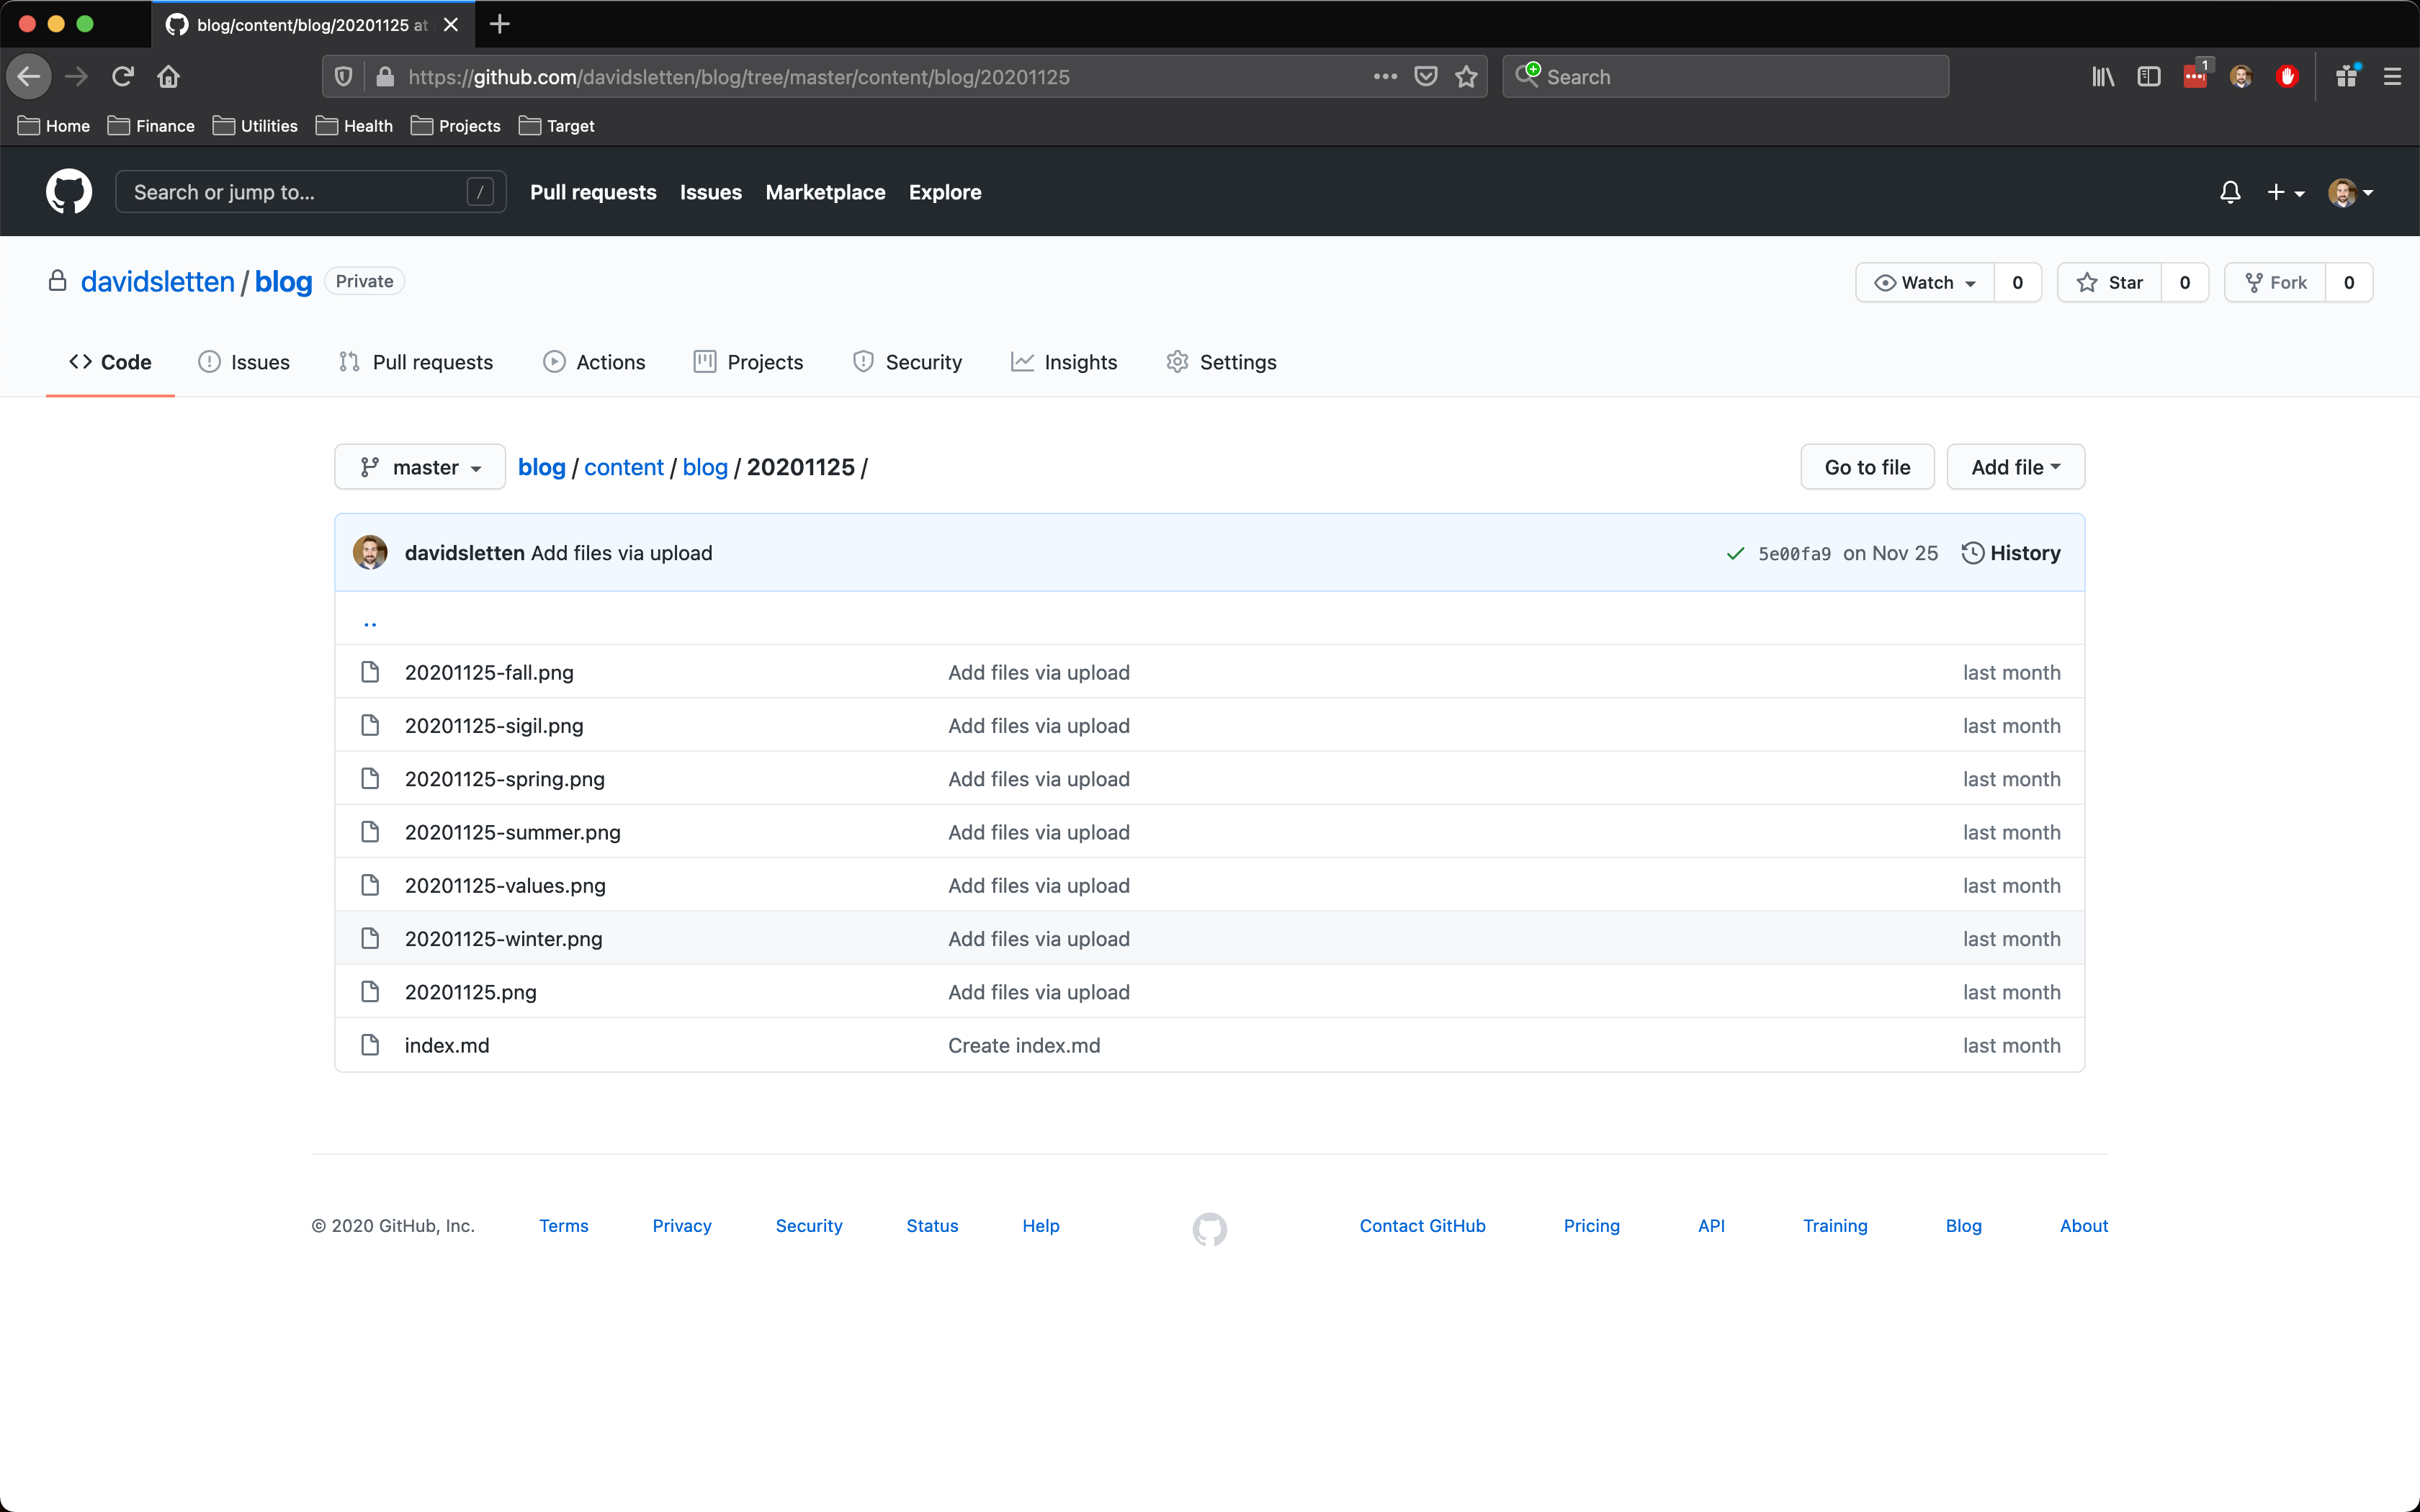 blog/content/blog/20201125 at
https://github.com/davidsletten/blog/tree/master/content/blog/20201125
Search
1
Home Finance Utilities Health Projects Target
Search or jump to... /
Pull requests Issues Marketplace Explore
davidsletten / blog Private
Watch 0 Star 0 Fork 0
Code Issues Pull requests Actions Projects Security Insights Settings
master blog / content / blog / 20201125 / Go to file Add file
davidsletten Add files via upload 5e00fa9 on Nov 25 History
..
20201125-fall.png Add files via upload last month
20201125-sigil.png Add files via upload last month
20201125-spring.png Add files via upload last month
20201125-summer.png Add files via upload last month
20201125-values.png Add files via upload last month
20201125-winter.png Add files via upload last month
20201125.png Add files via upload last month
index.md Create index.md last month
© 2020 GitHub, Inc. Terms Privacy Security Status Help Contact GitHub Pricing API Training Blog About